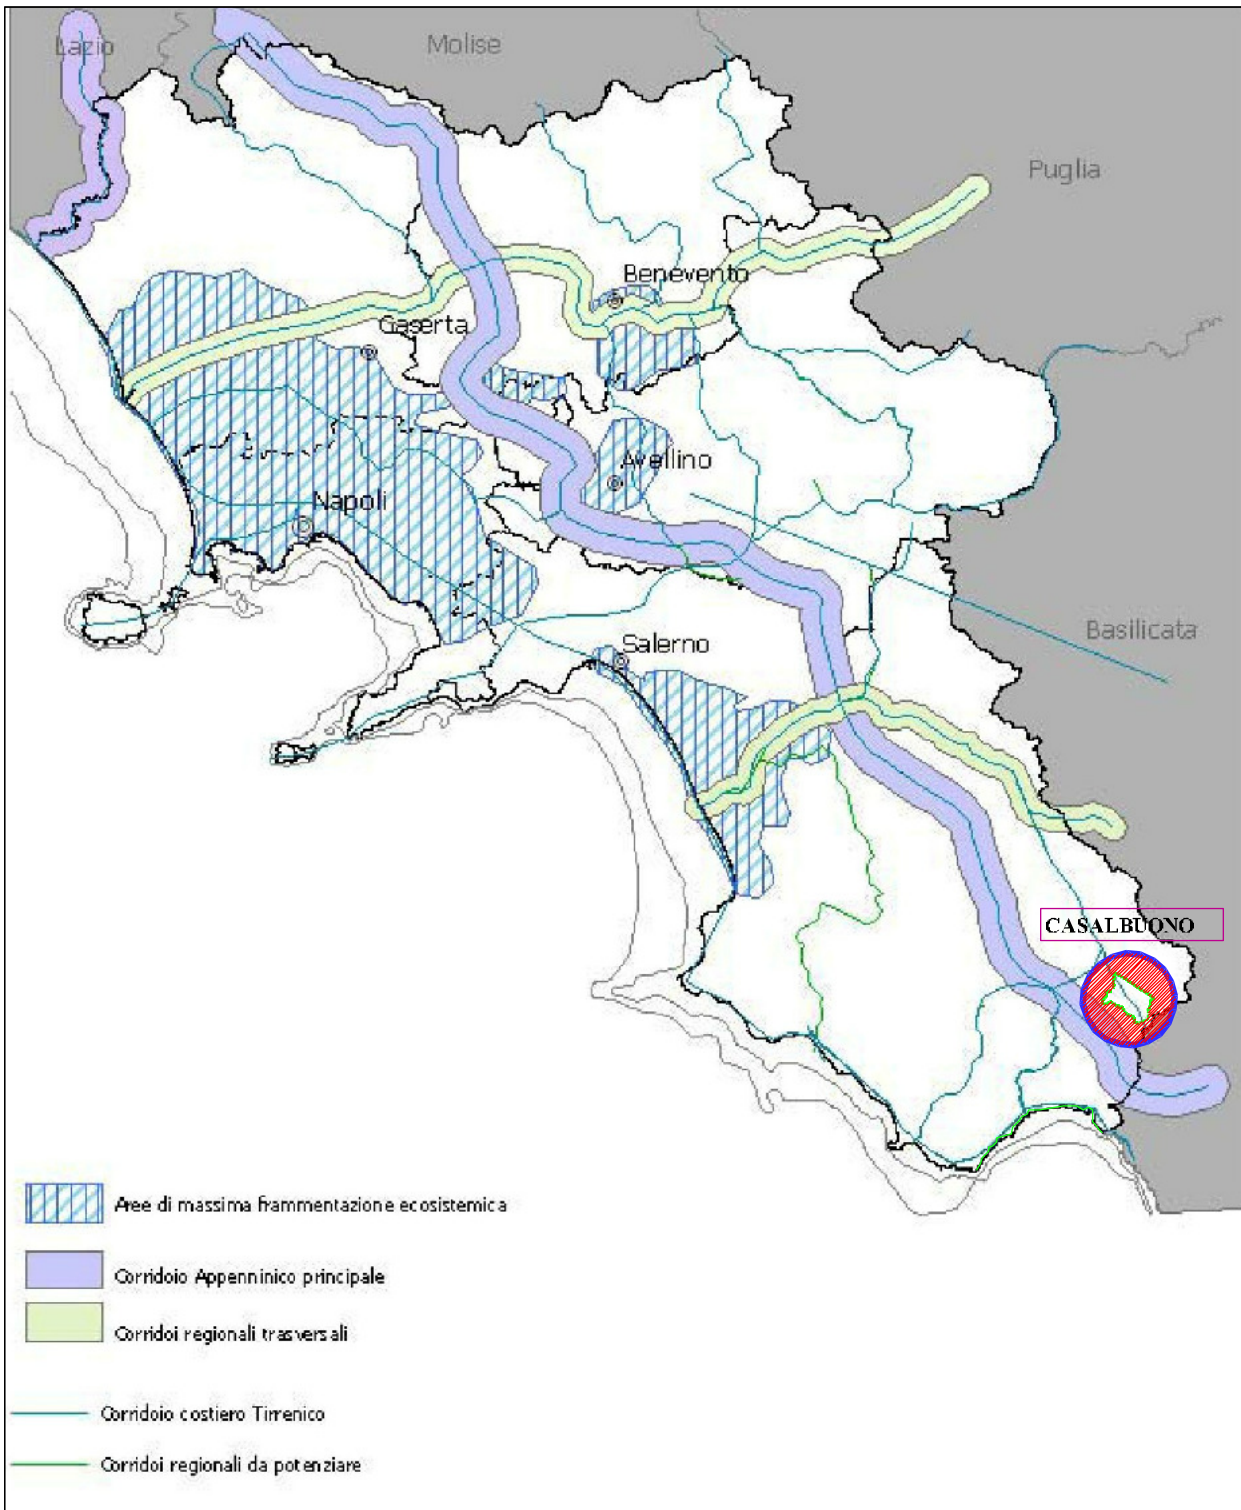 Lazio
Molise
Puglia
Benevento
Caserta
Avellino
Napoli
Basilicata
Salerno
CASALBUONO
Aree di massima frammentazione ecosistemica
Corridoio Appenninico principale
Corridoi regionali trasversali
Corridoio costiero Tirrenico
Corridoi regionali da potenziare